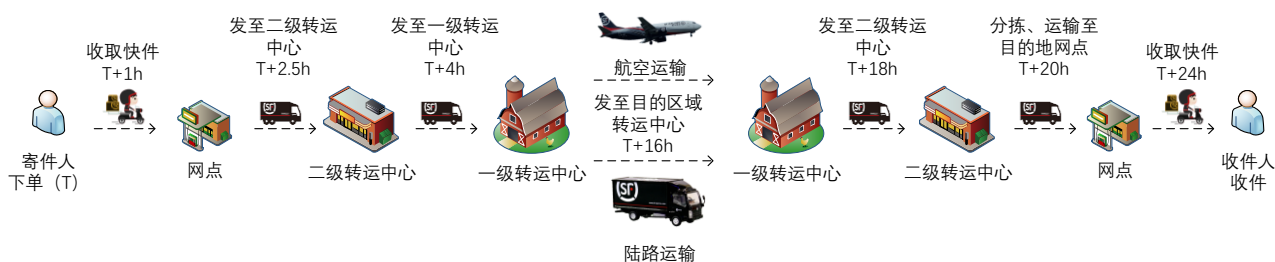 寄件人
下单（T）
收取快件
T+1h
网点
发至二级转运
中心
T+2.5h
二级转运中心
发至一级转运
中心
T+4h
一级转运中心
航空运输
发至目的区域
转运中心
T+16h
SF
陆路运输
一级转运中心
发至二级转运
中心
T+18h
二级转运中心
分拣、运输至
目的地网点
T+20h
网点
收取快件
T+24h
收件人
收件